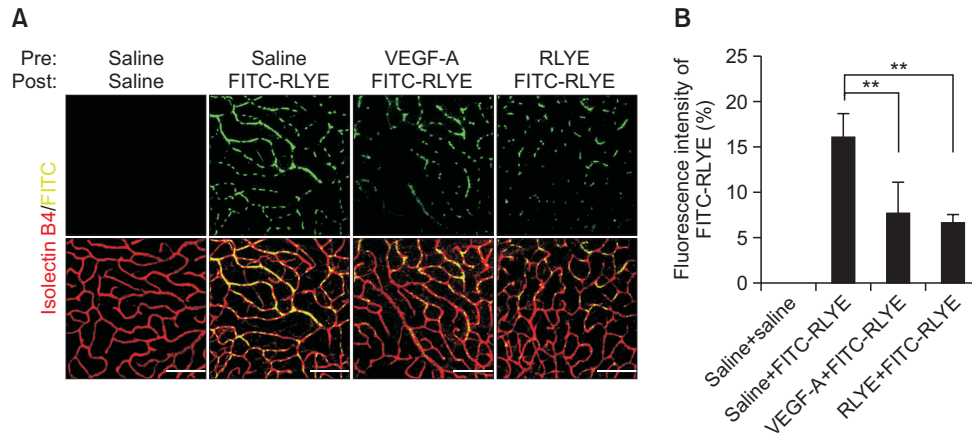 A
Pre: Saline Saline VEGF-A RLYE
Post: Saline FITC-RLYE FITC-RLYE FITC-RLYE
Isolectin B4/FITC
B
Fluorescence intensity of
FITC-RLYE (%)
25
20
15
10
5
0
**
**
Saline+saline
Saline+FITC-RLYE
VEGF-A+FITC-RLYE
RLYE+FITC-RLYE